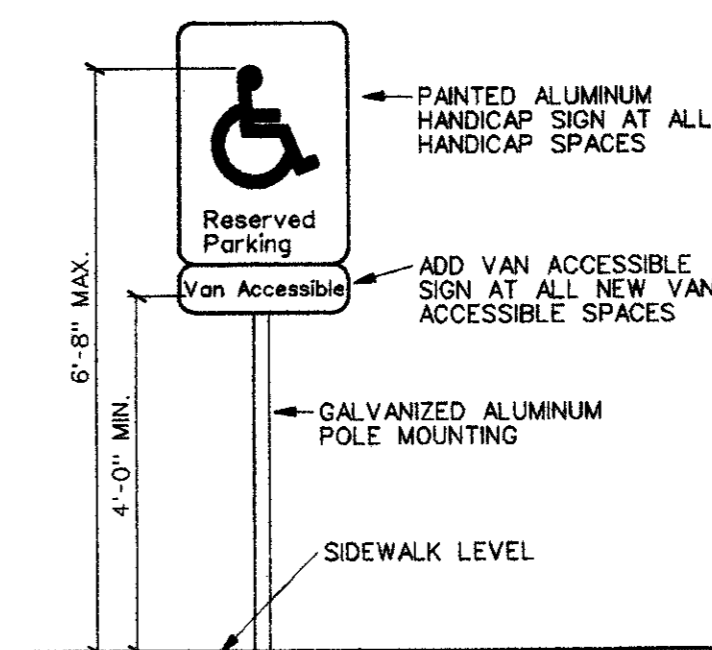 PAINTED ALUMINUM
HANDICAP SIGN AT ALL
HANDICAP SPACES
Reserved
Parking
ADD VAN ACCESSIBLE
SIGN AT ALL NEW VAN
ACCESSIBLE SPACES
Van Accessible
6'-8" MAX.
4'-0" MIN.
GALVANIZED ALUMINUM
POLE MOUNTING
SIDEWALK LEVEL